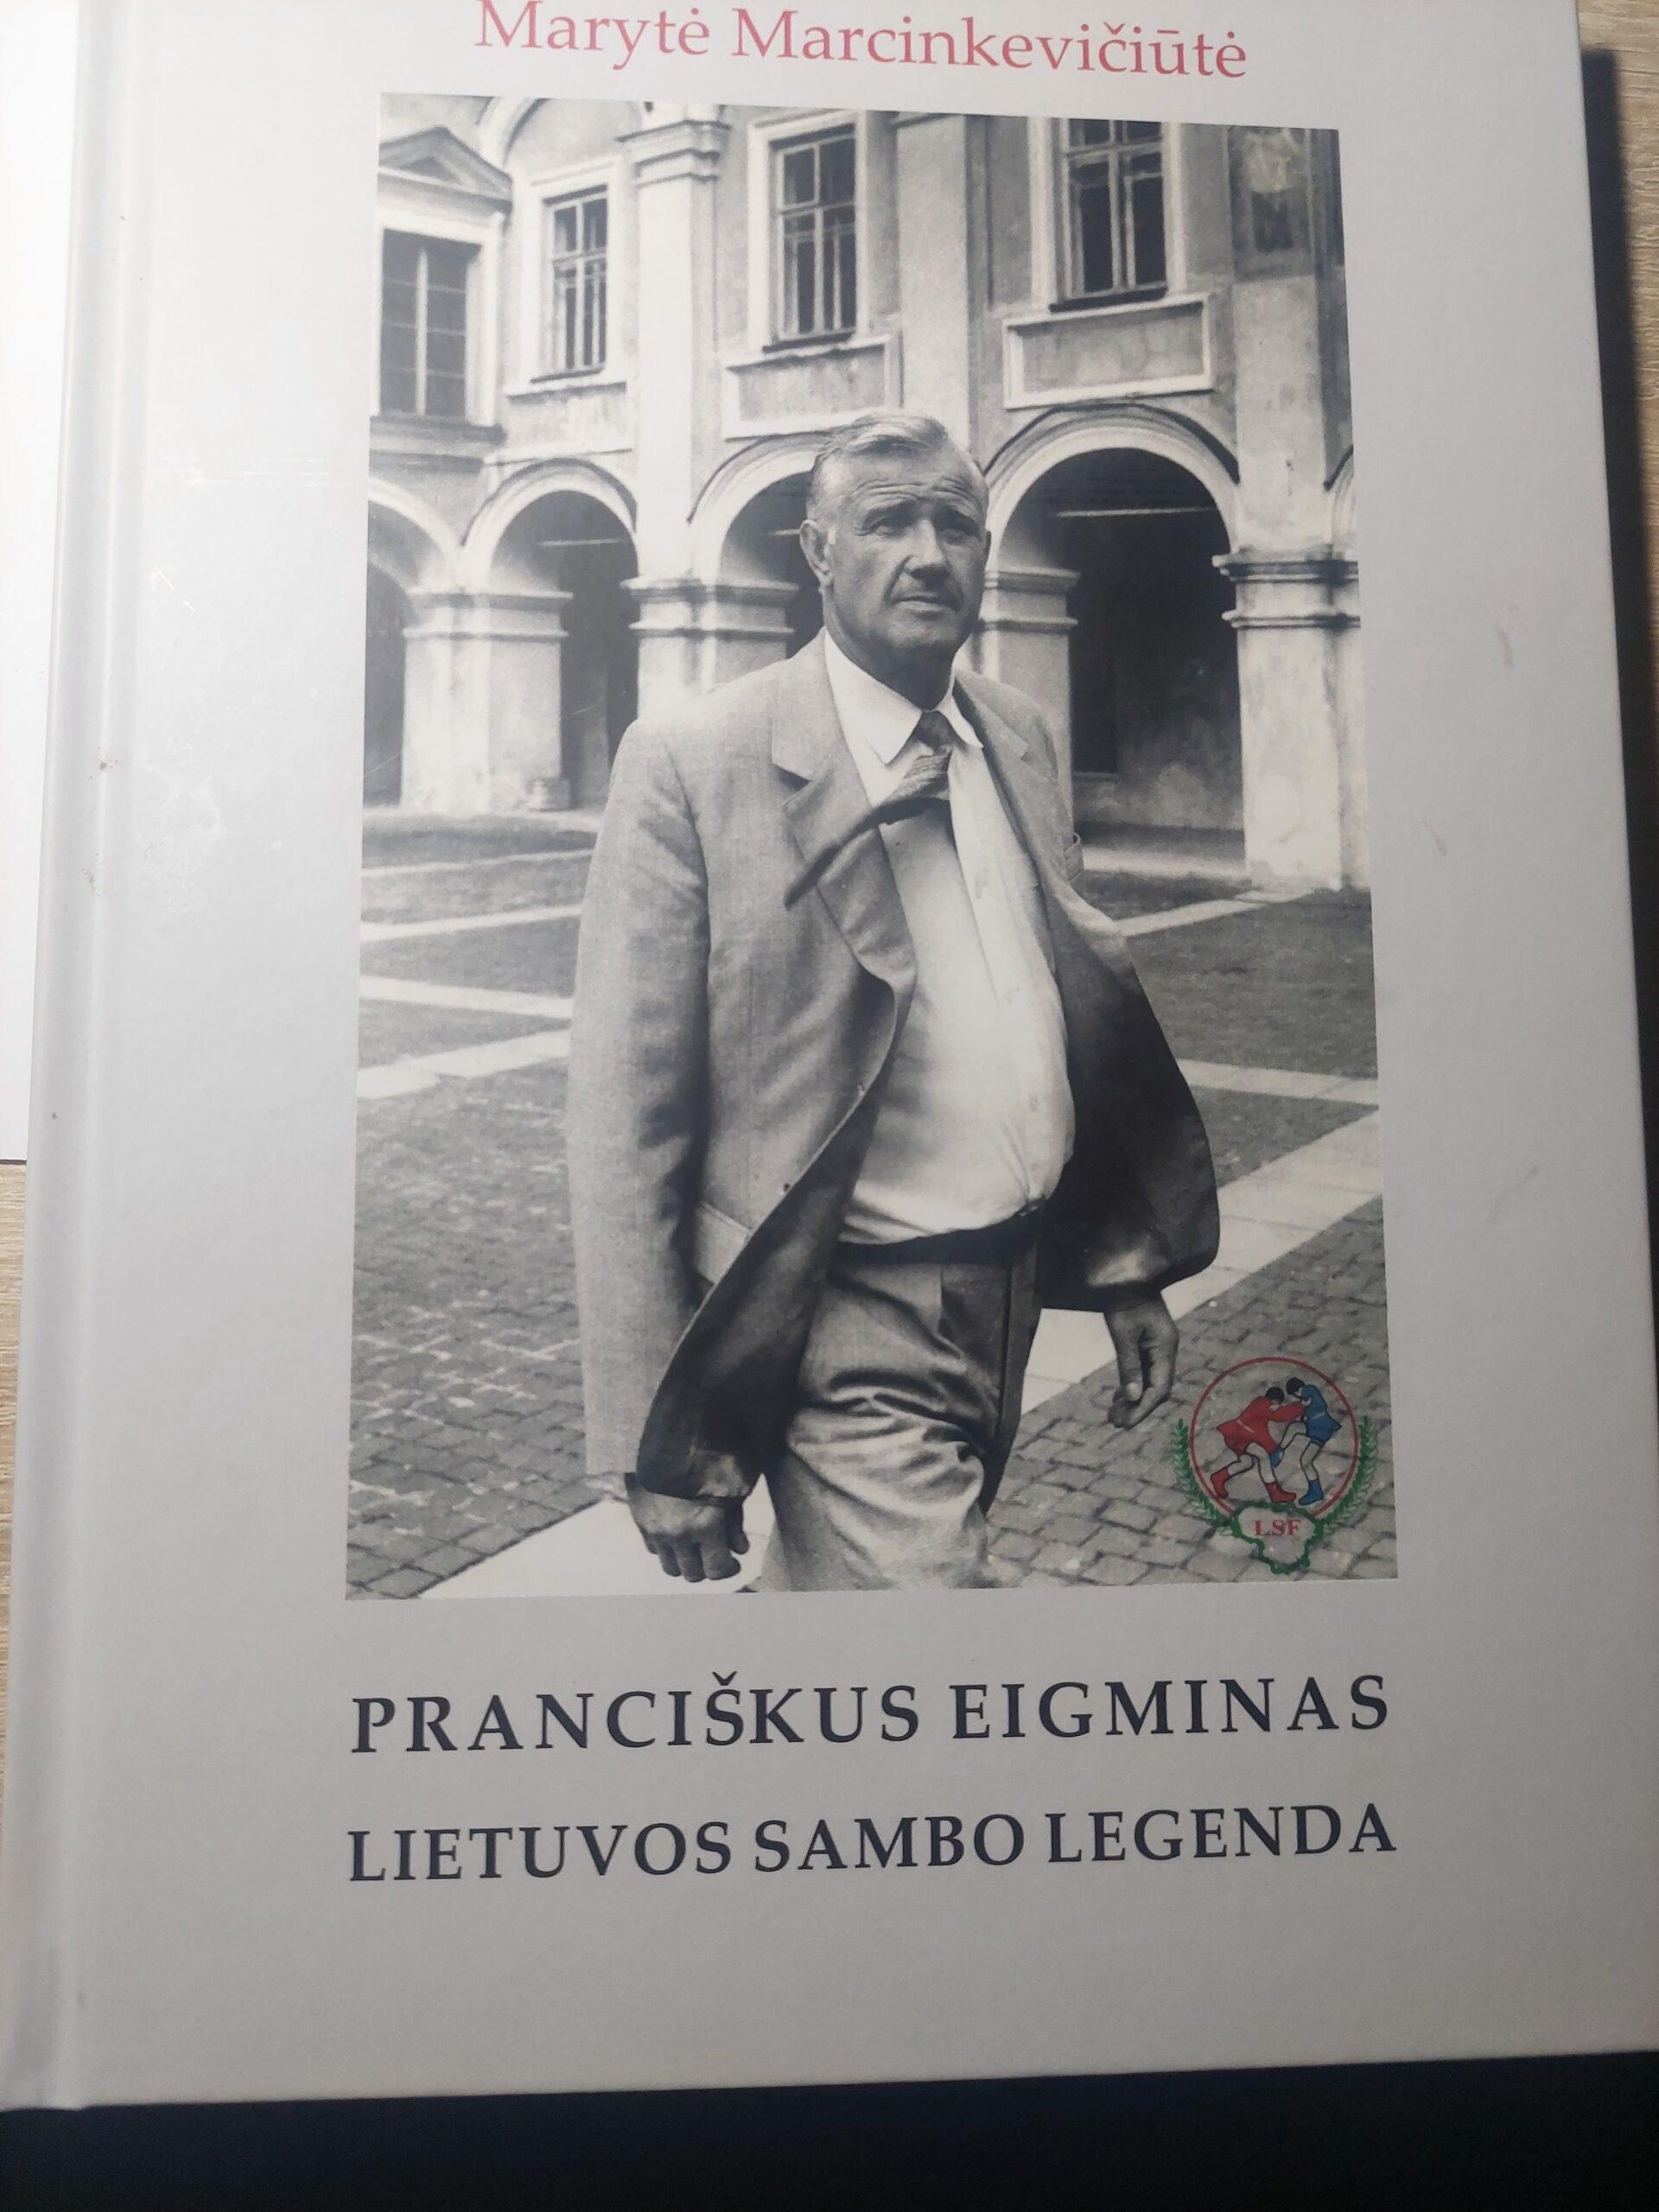 Marytė Marcinkevičiūtė
LSF
PRANCIŠKUS EIGMINAS
LIETUVOS SAMBO LEGENDA